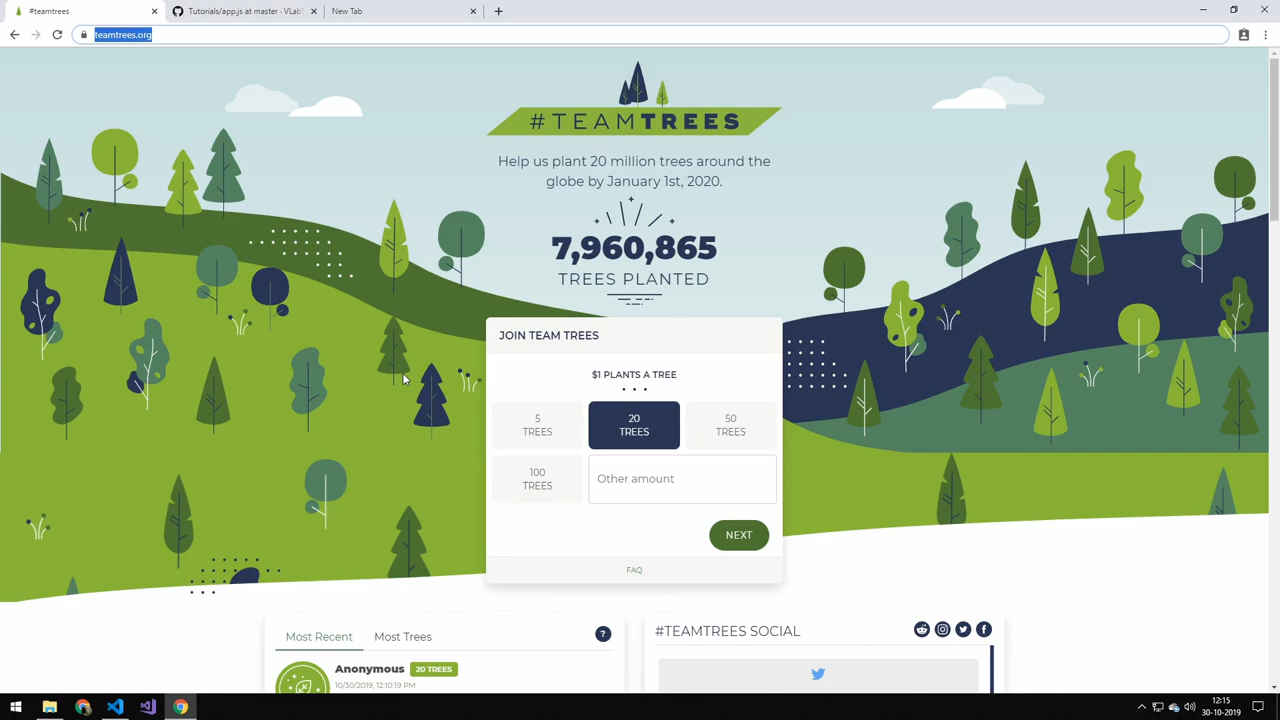 #teamtrees
Tutorials/app.js at master · VLab
New Tab
teamtrees.org
#TEAMTREES
Help us plant 20 million trees around the
globe by January 1st, 2020.
7,960,865
TREES PLANTED
JOIN TEAM TREES
$1 PLANTS A TREE
5
TREES
20
TREES
50
TREES
100
TREES
Other amount
NEXT
FAQ
Most Recent
Most Trees
?
#TEAMTREES SOCIAL
Anonymous
20 TREES
10/30/2019, 12:10:19 PM
12:15
30-10-2019